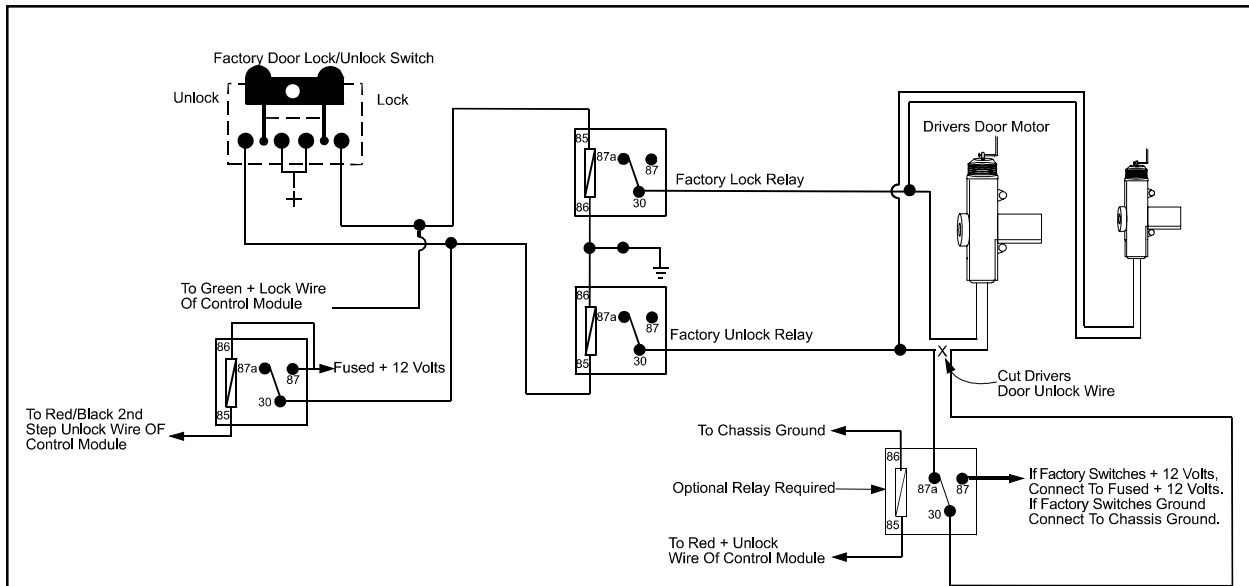 Factory Door Lock/Unlock Switch
Unlock
Lock
85
87a
87
86
30
Factory Lock Relay
Drivers Door Motor
To Green + Lock Wire
Of Control Module
86
87a
87
85
30
Factory Unlock Relay
86
87a
87
30
85
Fused + 12 Volts
To Red/Black 2nd
Step Unlock Wire OF
Control Module
X
Cut Drivers
Door Unlock Wire
To Chassis Ground
86
Optional Relay Required
87a
87
30
85
If Factory Switches + 12 Volts,
Connect To Fused + 12 Volts.
If Factory Switches Ground
Connect To Chassis Ground.
To Red + Unlock
Wire Of Control Module